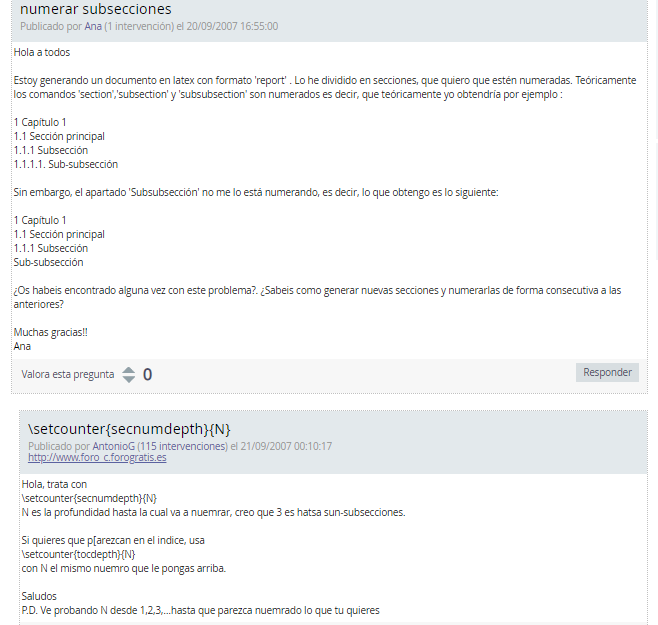 numerar subsecciones
Publicado por Ana (1 intervención) el 20/09/2007 16:55:00
Hola a todos
Estoy generando un documento en latex con formato 'report' . Lo he dividido en secciones, que quiero que estén numeradas. Teóricamente
los comandos 'section','subsection' y 'subsubsection' son numerados es decir, que teóricamente yo obtendría por ejemplo :
1 Capítulo 1
1.1 Sección principal
1.1.1 Subsección
1.1.1.1. Sub-subsección
Sin embargo, el apartado 'Subsubsección' no me lo está numerando, es decir, lo que obtengo es lo siguiente:
1 Capítulo 1
1.1 Sección principal
1.1.1 Subsección
Sub-subsección
¿Os habeis encontrado alguna vez con este problema?. ¿Sabeis como generar nuevas secciones y numerarlas de forma consecutiva a las
anteriores?
Muchas gracias!!
Ana
Valora esta pregunta 0
Responder
\setcounter{secnumdepth}{N}
Publicado por AntonioG (115 intervenciones) el 21/09/2007 00:10:17
http://www.foro_c.forogratis.es
Hola, trata con
\setcounter{secnumdepth}{N}
N es la profundidad hasta la cual va a nuemrar, creo que 3 es hatsa sun-subsecciones.
Si quieres que p[arezcan en el indice, usa
\setcounter{tocdepth}{N}
con N el mismo nuemro que le pongas arriba.
Saludos
P.D. Ve probando N desde 1,2,3,...hasta que parezca nuemrado lo que tu quieres